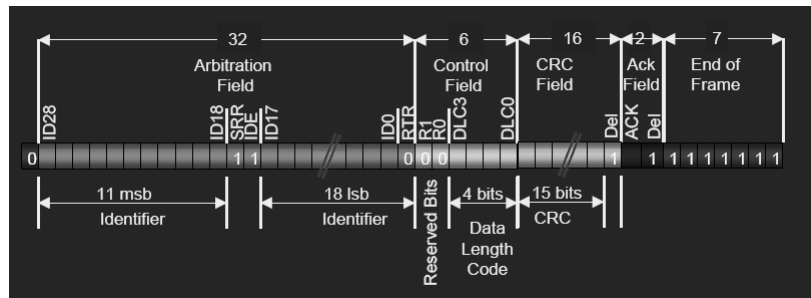 32 6 16 2 7
Arbitration Field
Control Field
CRC Field
Ack Field
End of Frame
ID28
ID18
SRR
IDE
ID17
ID0
RTR
R1
R0
DLC3
DLC0
Del
ACK
Del
0 1 1 0 0 0 1 1 1 1 1 1 1 1 1
11 msb
Identifier
18 lsb
Identifier
Reserved Bits
4 bits
Data
Length
Code
15 bits
CRC